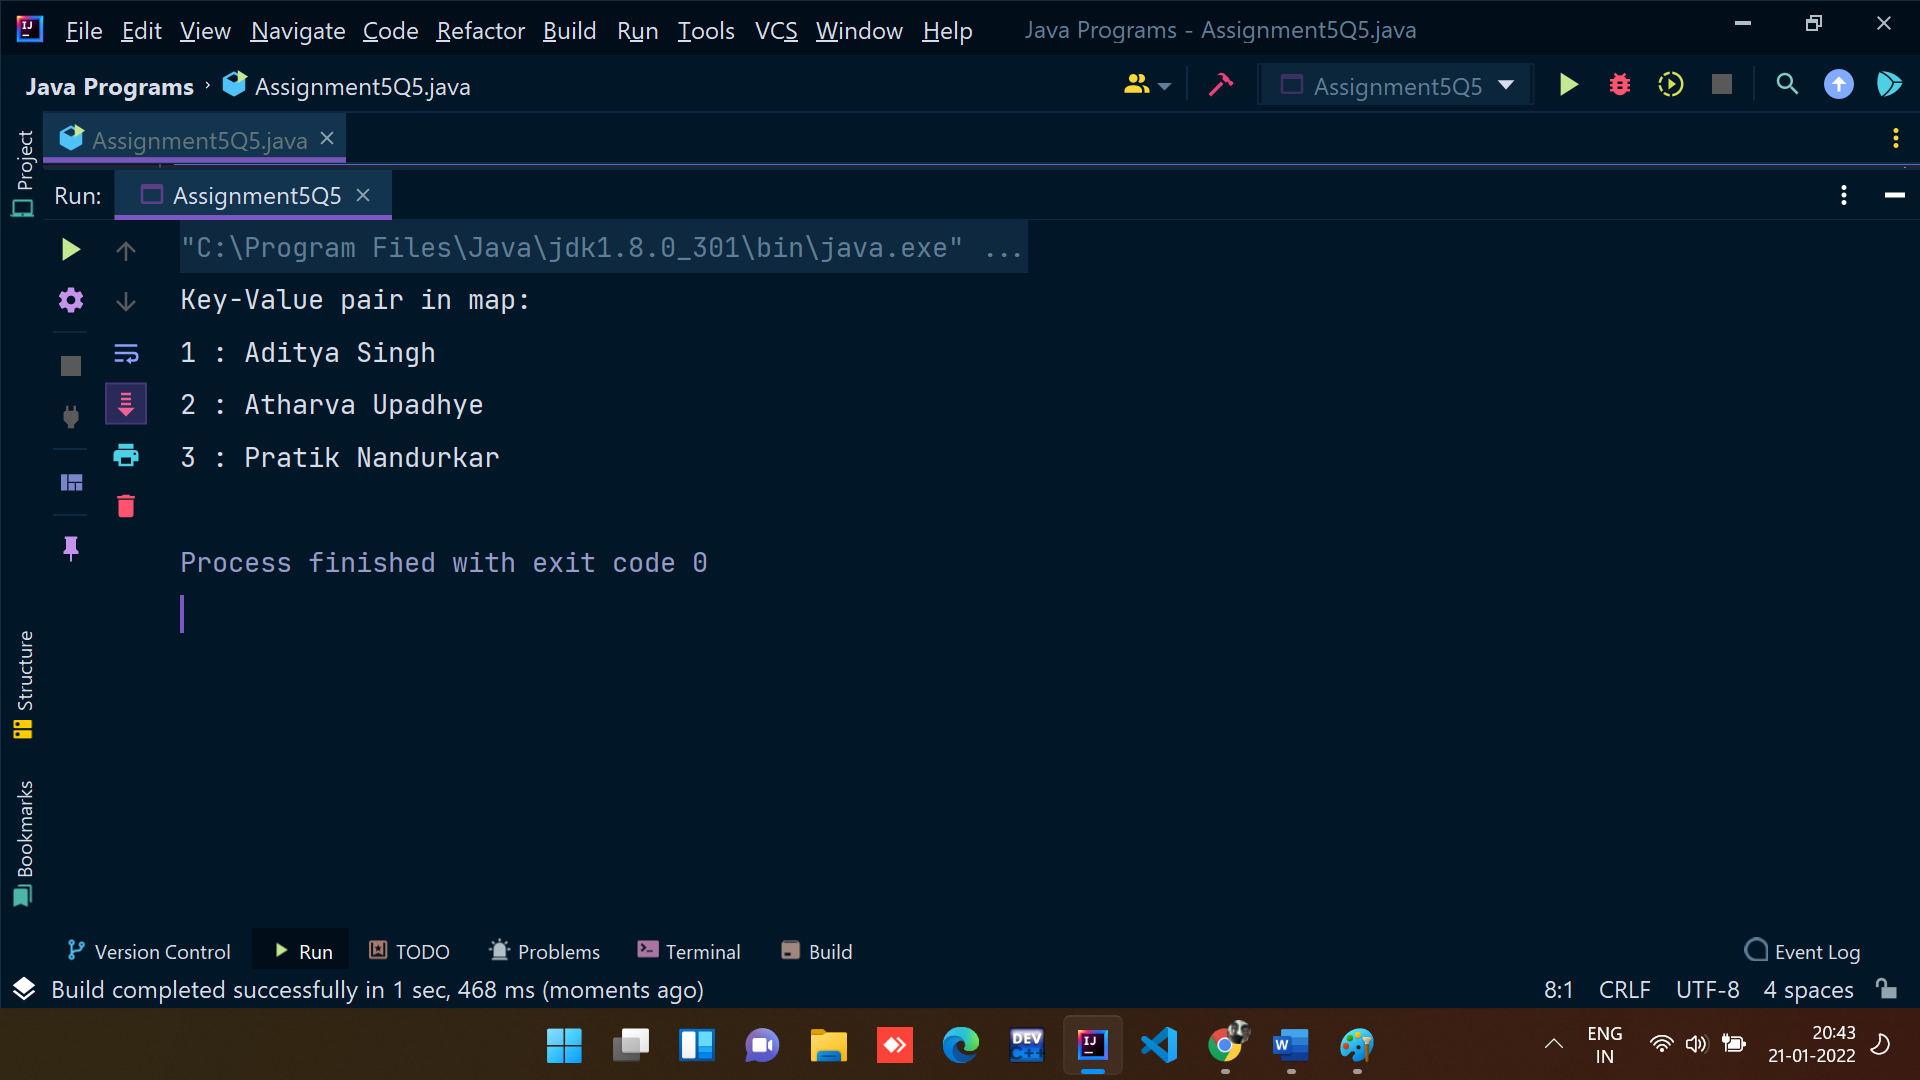 File Edit View Navigate Code Refactor Build Run Tools VCS Window Help Java Programs - Assignment5Q5.java
Java Programs › Assignment5Q5.java Assignment5Q5
Assignment5Q5.java
Project
Run: Assignment5Q5
"C:\Program Files\Java\jdk1.8.0_301\bin\java.exe" ...
Key-Value pair in map:
1 : Aditya Singh
2 : Atharva Upadhye
3 : Pratik Nandurkar
Process finished with exit code 0
Structure
Bookmarks
Version Control Run TODO Problems Terminal Build Event Log
Build completed successfully in 1 sec, 468 ms (moments ago) 8:1 CRLF UTF-8 4 spaces
DEV C++ IJ W
ENG
IN
20:43
21-01-2022